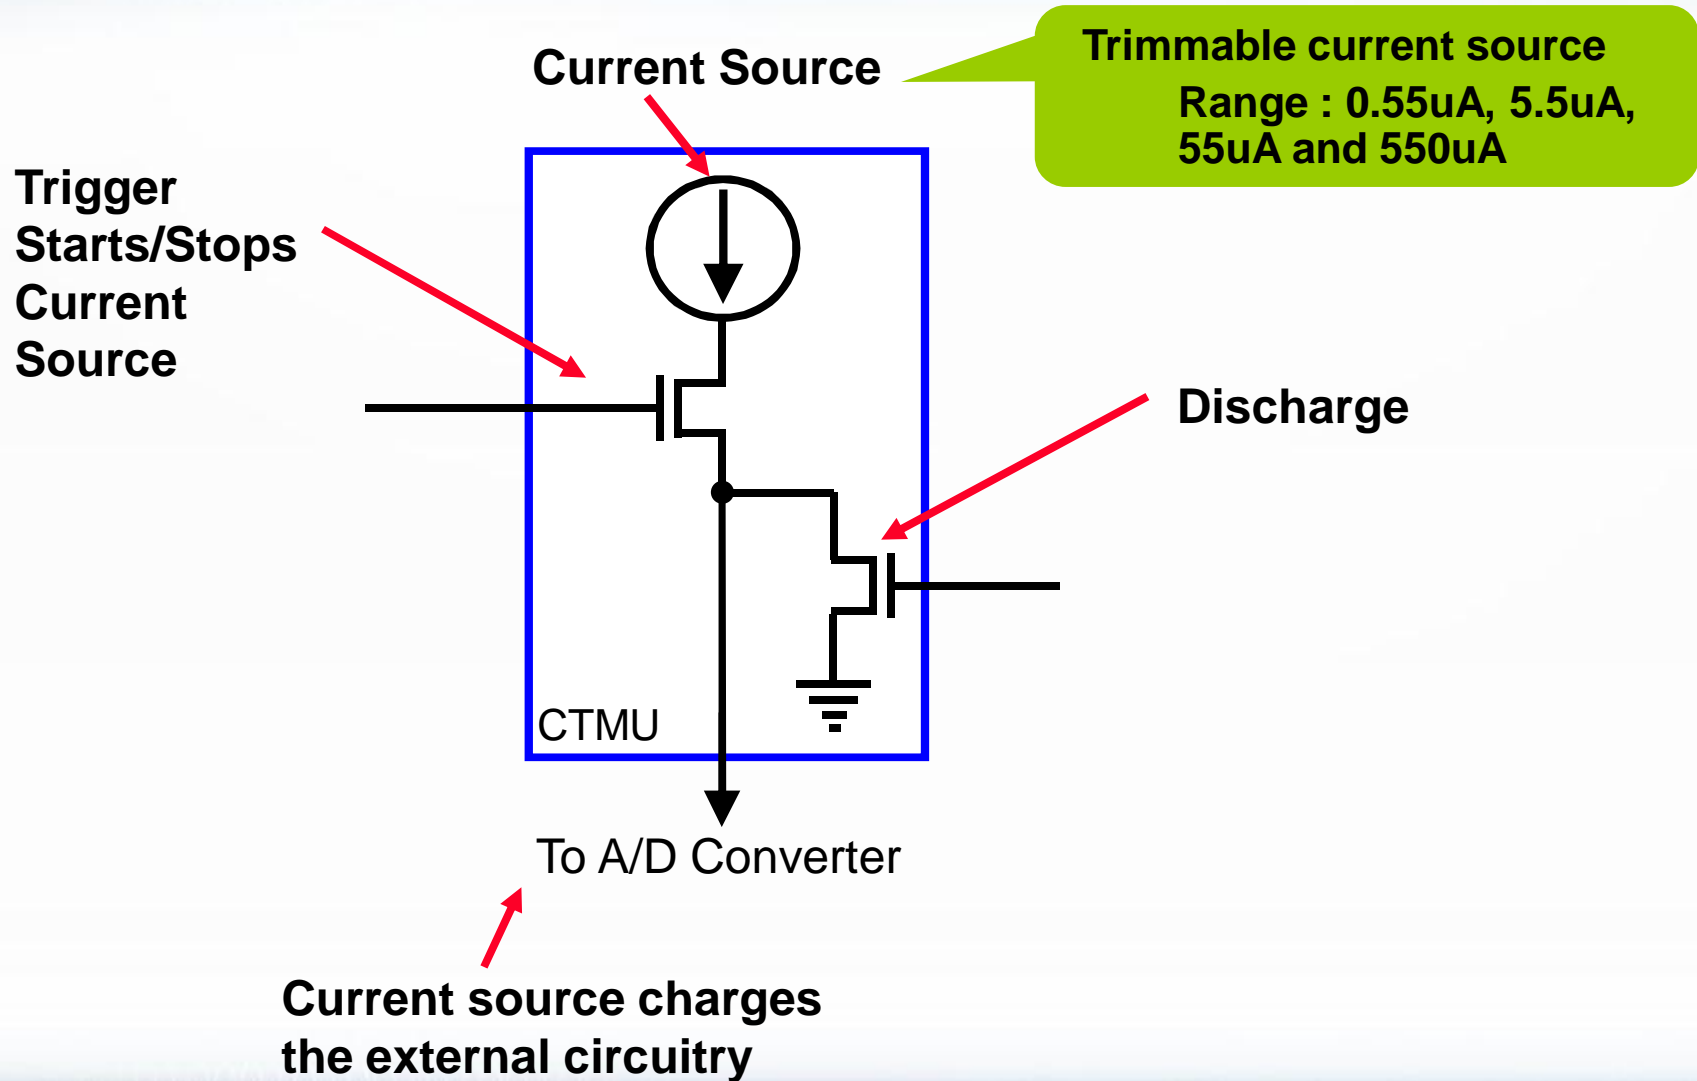 Current Source
Trimmable current source
Range : 0.55uA, 5.5uA,
55uA and 550uA
Trigger
Starts/Stops
Current
Source
Discharge
CTMU
To A/D Converter
Current source charges
the external circuitry